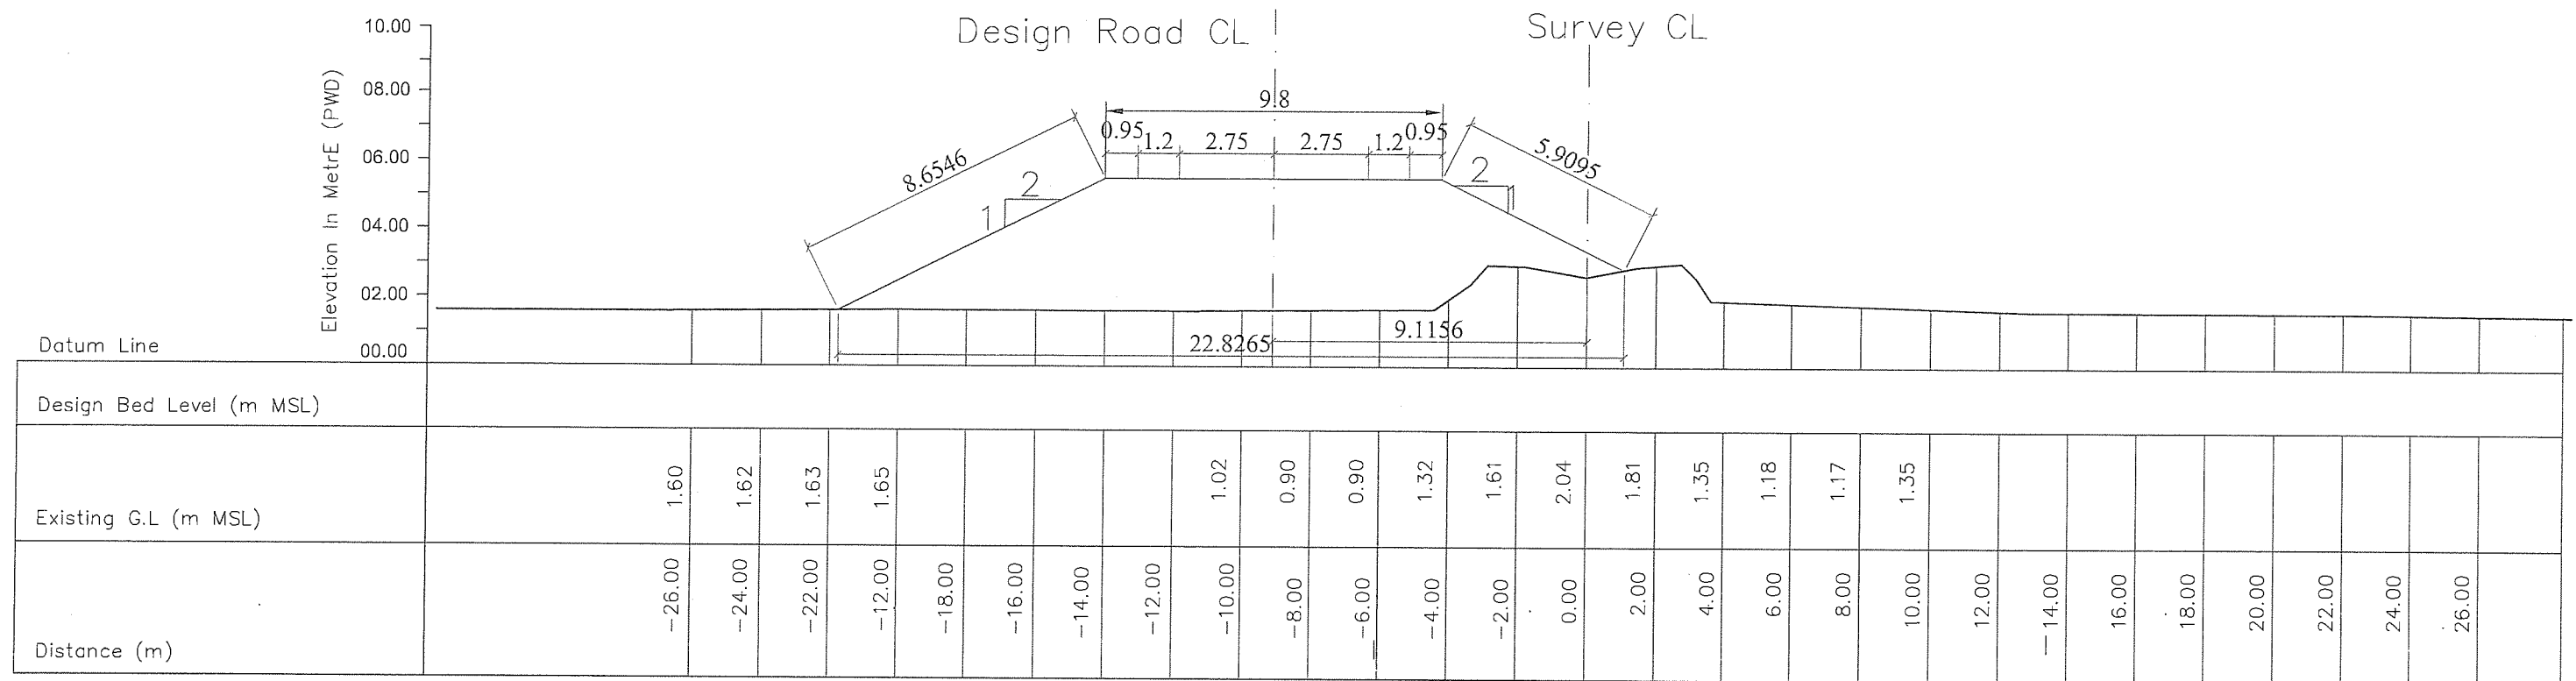 Design Road CL
Survey CL
Elevation In MetrE (PWD)
10.00
08.00
06.00
04.00
02.00
00.00
9.8
0.95 1.2 2.75 2.75 1.2 0.95
8.6546
5.9095
2
1
2
1
9.1156
22.8265
Datum Line
Design Bed Level (m MSL)
Existing G.L (m MSL)
1.60 1.62 1.63 1.65 1.02 0.90 0.90 1.32 1.61 2.04 1.81 1.35 1.18 1.17 1.35
Distance (m)
-26.00 -24.00 -22.00 -12.00 -18.00 -16.00 -14.00 -12.00 -10.00 -8.00 -6.00 -4.00 -2.00 0.00 2.00 4.00 6.00 8.00 10.00 12.00 -14.00 16.00 18.00 20.00 22.00 24.00 26.00